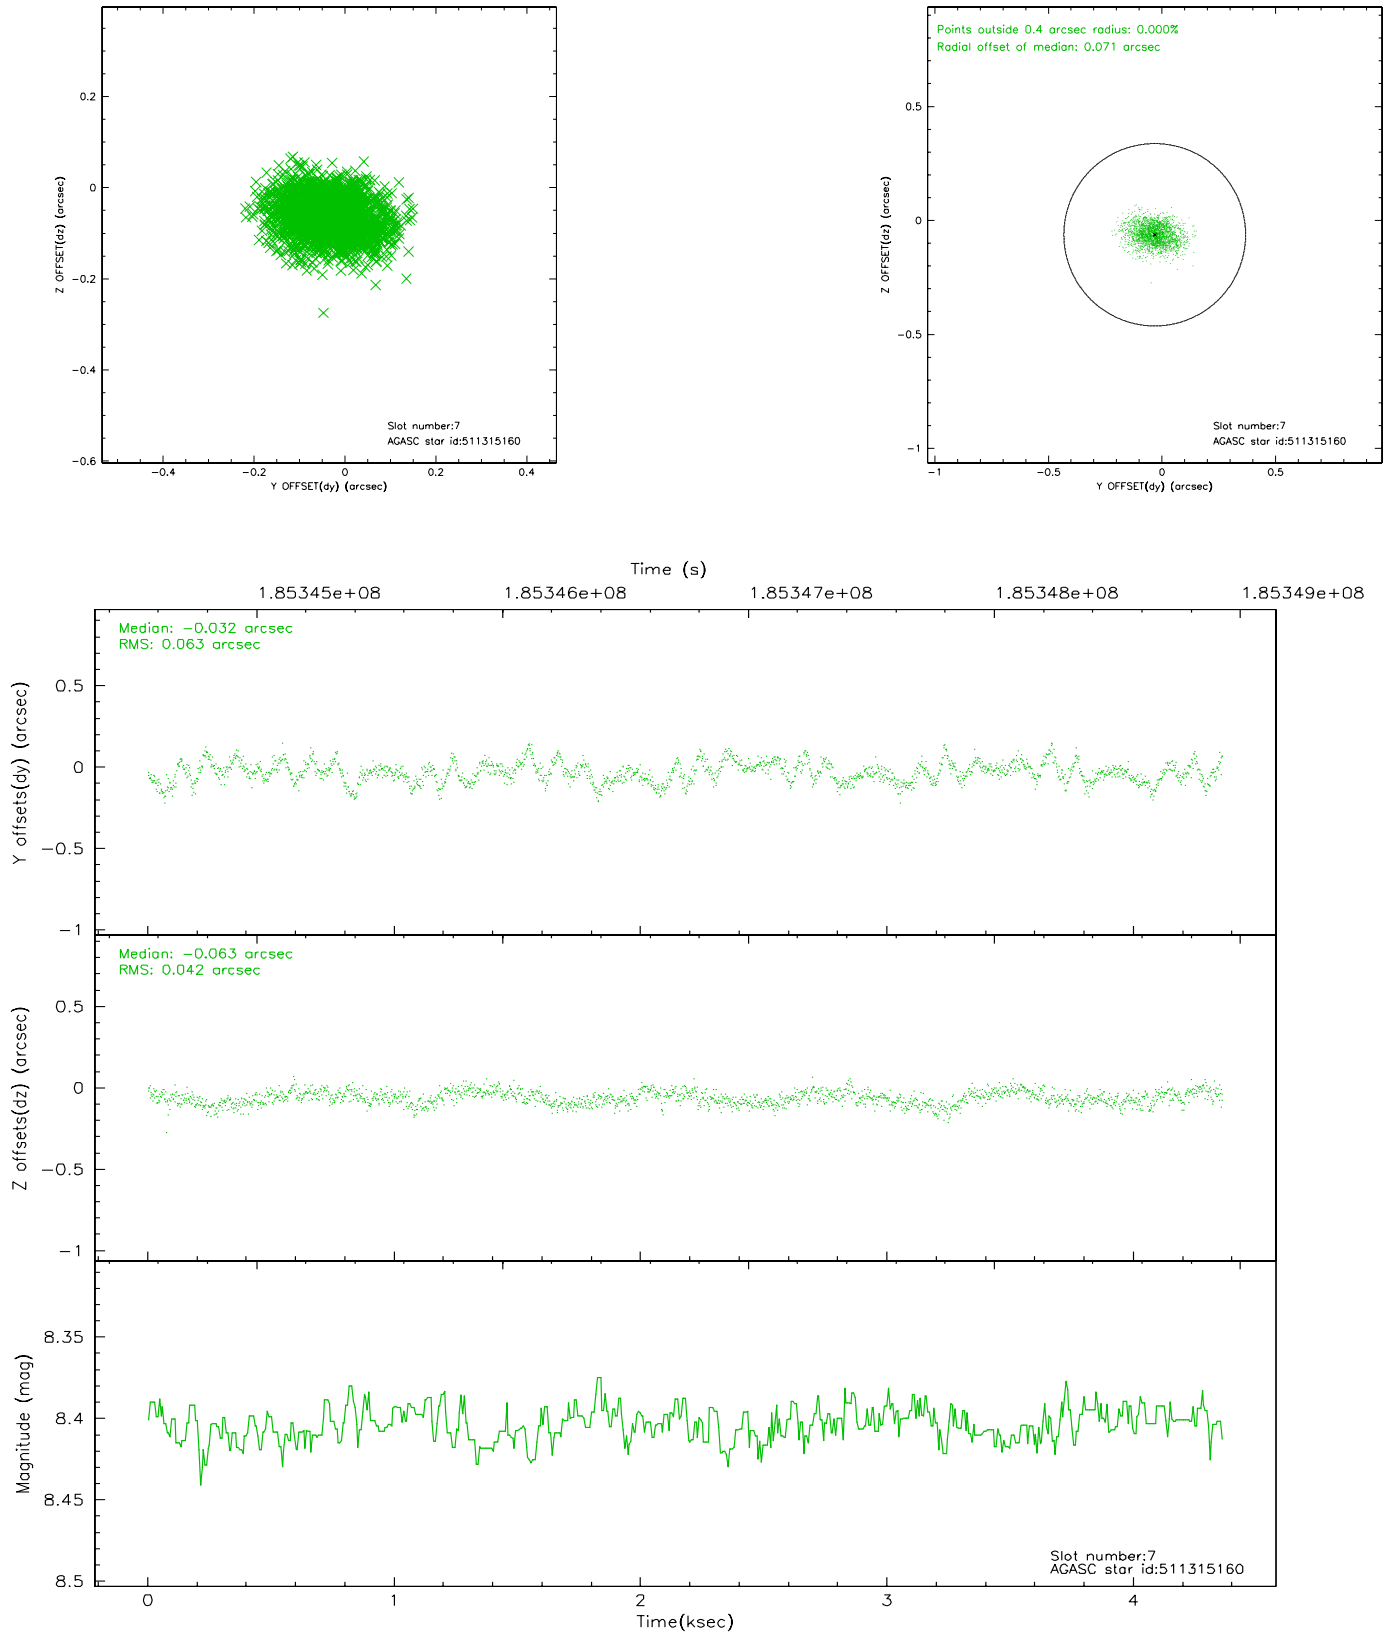 0.2
0
−0.2
−0.4
−0.6
Z OFFSET(dz) (arcsec)
Slot number:7
AGASC star id:511315160
−0.4 −0.2 0 0.2 0.4
Y OFFSET(dy) (arcsec)
Points outside 0.4 arcsec radius: 0.000%
Radial offset of median: 0.071 arcsec
0.5
0
−0.5
−1
Z OFFSET(dz) (arcsec)
Slot number:7
AGASC star id:511315160
−1 −0.5 0 0.5
Y OFFSET(dy) (arcsec)
Time (s)
1.85345e+08 1.85346e+08 1.85347e+08 1.85348e+08 1.85349e+08
Median: −0.032 arcsec
RMS: 0.063 arcsec
0.5
0
−0.5
−1
Y offsets(dy) (arcsec)
Median: −0.063 arcsec
RMS: 0.042 arcsec
0.5
0
−0.5
−1
Z offsets(dz) (arcsec)
8.35
8.4
8.45
8.5
Magnitude (mag)
Slot number:7
AGASC star id:511315160
0 1 2 3 4
Time(ksec)